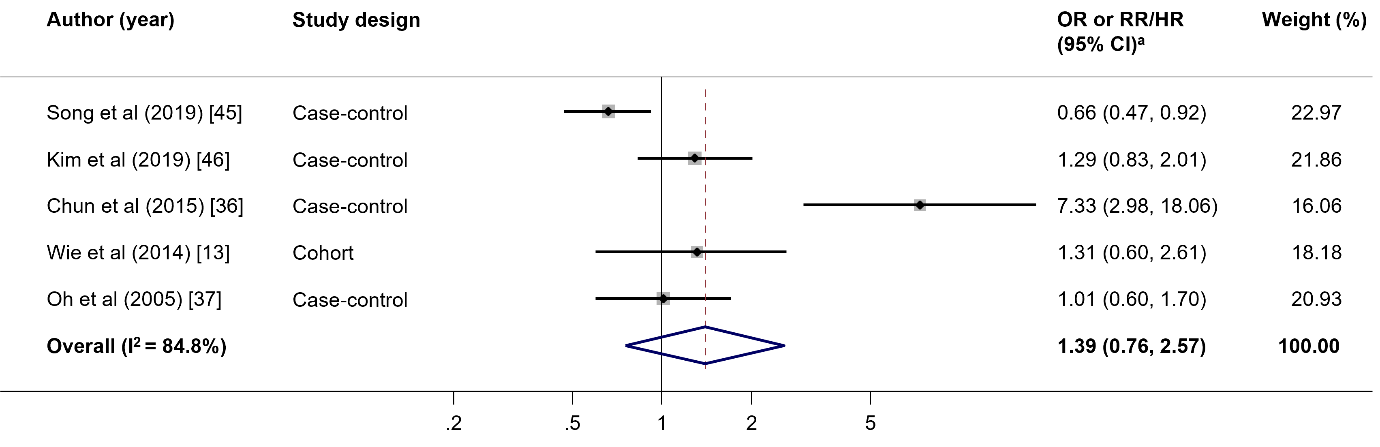 Author (year) Study design OR or RR/HR Weight (%)
(95% CI)ᵃ
Song et al (2019) [45] Case-control 0.66 (0.47, 0.92) 22.97
Kim et al (2019) [46] Case-control 1.29 (0.83, 2.01) 21.86
Chun et al (2015) [36] Case-control 7.33 (2.98, 18.06) 16.06
Wie et al (2014) [13] Cohort 1.31 (0.60, 2.61) 18.18
Oh et al (2005) [37] Case-control 1.01 (0.60, 1.70) 20.93
Overall (I² = 84.8%) 1.39 (0.76, 2.57) 100.00
.2 .5 1 2 5